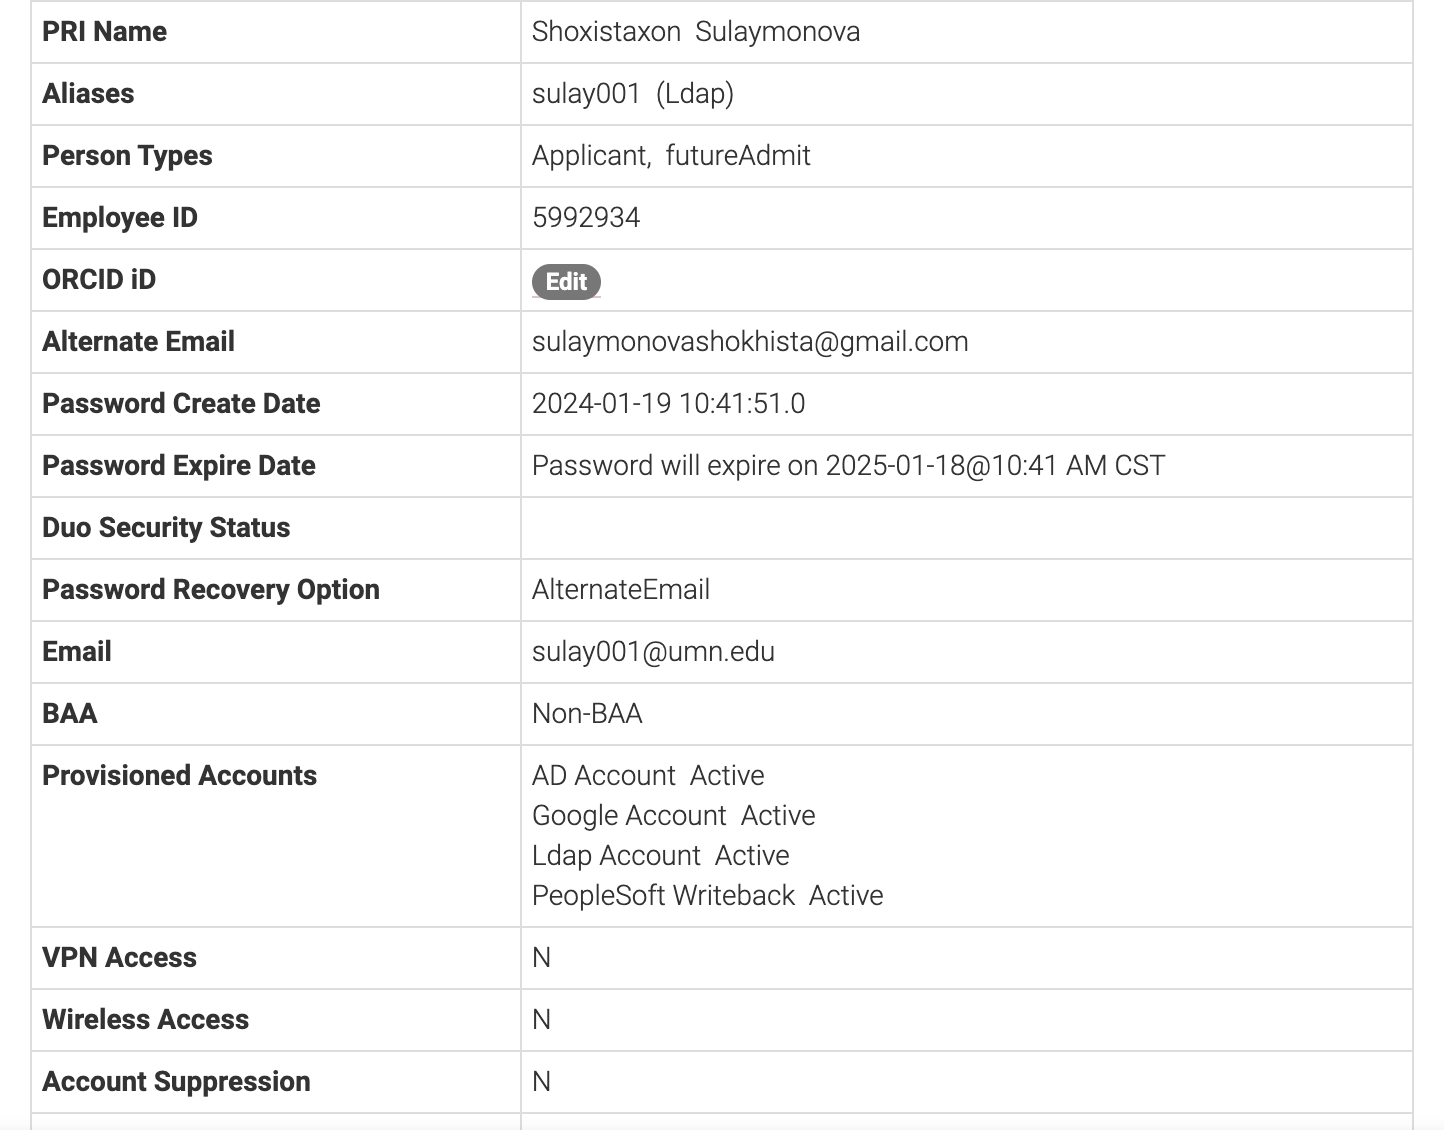 PRI Name Shoxistaxon Sulaymonova
Aliases sulay001 (Ldap)
Person Types Applicant, futureAdmit
Employee ID 5992934
ORCID iD Edit
Alternate Email sulaymonovashokhista@gmail.com
Password Create Date 2024-01-19 10:41:51.0
Password Expire Date Password will expire on 2025-01-18@10:41 AM CST
Duo Security Status
Password Recovery Option AlternateEmail
Email sulay001@umn.edu
BAA Non-BAA
Provisioned Accounts AD Account Active
Google Account Active
Ldap Account Active
PeopleSoft Writeback Active
VPN Access N
Wireless Access N
Account Suppression N